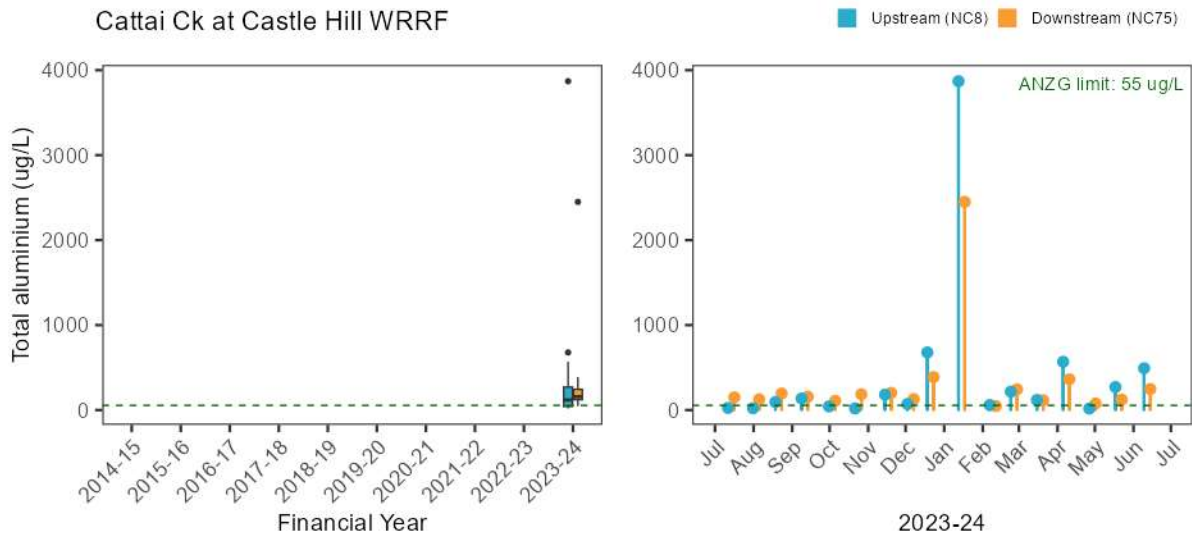 Cattai Ck at Castle Hill WRRF
Upstream (NC8) Downstream (NC75)
Total aluminium (ug/L)
4000
3000
2000
1000
0
2014-15
2015-16
2016-17
2017-18
2018-19
2019-20
2020-21
2021-22
2022-23
2023-24
Financial Year
ANZG limit: 55 ug/L
4000
3000
2000
1000
0
Jul
Aug
Sep
Oct
Nov
Dec
Jan
Feb
Mar
Apr
May
Jun
Jul
2023-24